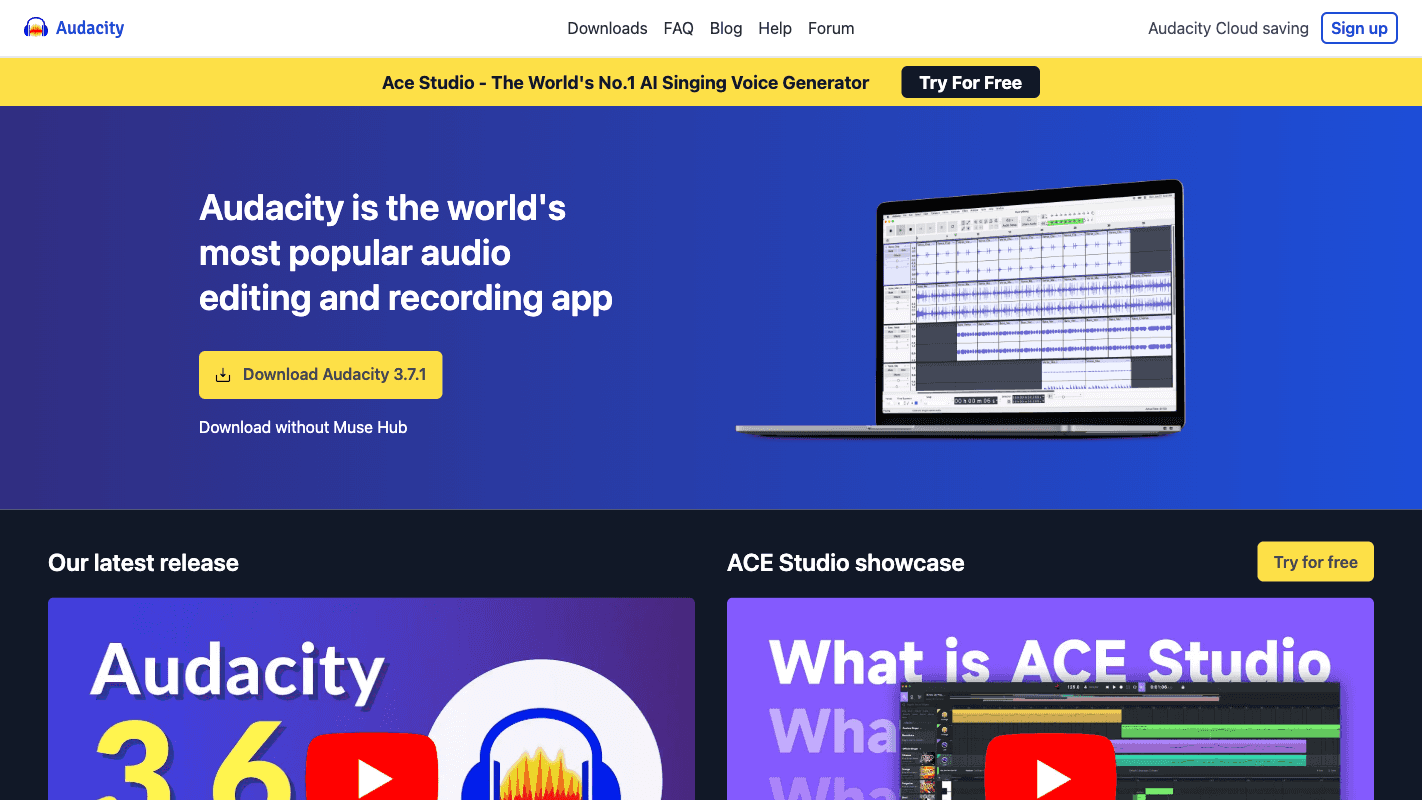 Audacity
Downloads FAQ Blog Help Forum
Audacity Cloud saving Sign up
Ace Studio - The World's No.1 AI Singing Voice Generator Try For Free
Audacity is the world's
most popular audio
editing and recording app
Download Audacity 3.7.1
Download without Muse Hub
Our latest release
ACE Studio showcase
Try for free
Audacity
3.6
What is ACE Studio
What
What